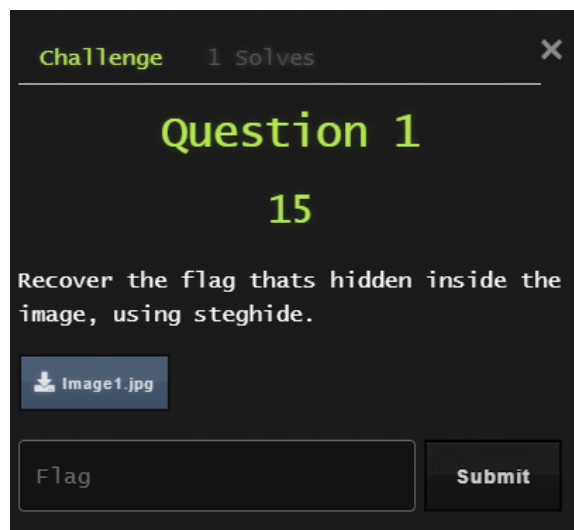 Challenge 1 Solves ×
Question 1
15
Recover the flag thats hidden inside the
image, using steghide.
Image1.jpg
Flag Submit